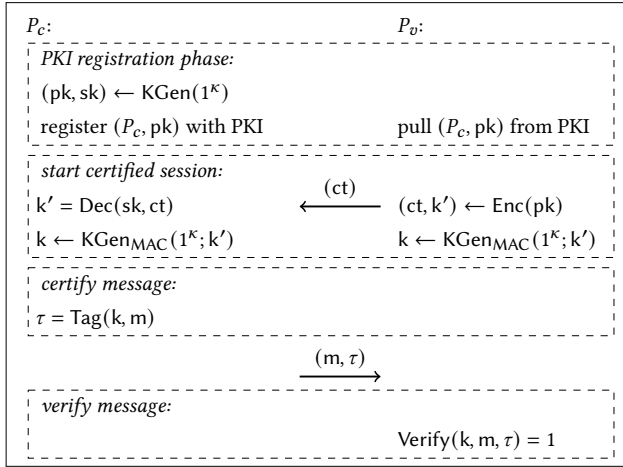 P_c: P_v:
PKI registration phase:
(pk, sk) ← KGen(1^κ)
register (P_c, pk) with PKI pull (P_c, pk) from PKI
start certified session:
(ct)
k′ = Dec(sk, ct) (ct, k′) ← Enc(pk)
k ← KGen_MAC(1^κ; k′) k ← KGen_MAC(1^κ; k′)
certify message:
τ = Tag(k, m)
(m, τ)
verify message:
Verify(k, m, τ) = 1